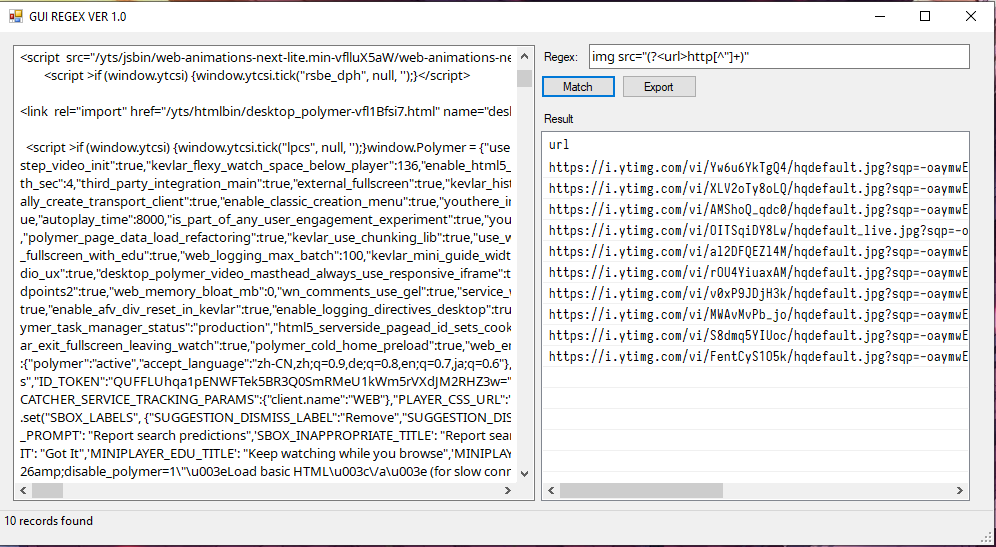 GUI REGEX VER 1.0
<script src="/yts/jsbin/web-animations-next-lite.min-vfluX5aW/web-animations-ne
<script >if (window.ytcsi) {window.ytcsi.tick("rsbe_dph", null, '');}</script>
<link rel="import" href="/yts/htmlbin/desktop_polymer-vfl1Bfsi7.html" name="desl
<script >if (window.ytcsi) {window.ytcsi.tick("lpcs", null, '');}window.Polymer = {"use
step_video_init":true,"kevlar_flexy_watch_space_below_player":136,"enable_html5_
th_sec":4,"third_party_integration_main":true,"external_fullscreen":true,"kevlar_hist
ally_create_transport_client":true,"enable_classic_creation_menu":true,"youthere_in
ue,"autoplay_time":8000,"is_part_of_any_user_engagement_experiment":true,"you
,"polymer_page_data_load_refactoring":true,"kevlar_use_chunking_lib":true,"use_w
_fullscreen_with_edu":true,"web_logging_max_batch":100,"kevlar_mini_guide_widt
dio_ux":true,"desktop_polymer_video_masthead_always_use_responsive_iframe":t
dpoints2":true,"web_memory_bloat_mb":0,"wn_comments_use_gel":true,"service_v
true,"enable_afv_div_reset_in_kevlar":true,"enable_logging_directives_desktop":tru
ymer_task_manager_status":"production","html5_serverside_pagead_id_sets_cook
ar_exit_fullscreen_leaving_watch":true,"polymer_cold_home_preload":true,"web_er
:{"polymer":"active","accept_language":"zh-CN,zh;q=0.9,de;q=0.8,en;q=0.7,ja;q=0.6"},
s","ID_TOKEN":"QUFFLUhqa1pENWFTek5BR3Q0SmRMeU1kWm5rVXdJM2RHZ3w="
CATCHER_SERVICE_TRACKING_PARAMS":{"client.name":"WEB"},"PLAYER_CSS_URL":"
.set("SBOX_LABELS", {"SUGGESTION_DISMISS_LABEL":"Remove","SUGGESTION_DIS
_PROMPT': "Report search predictions",'SBOX_INAPPROPRIATE_TITLE': "Report sear
IT': "Got It",'MINIPLAYER_EDU_TITLE': "Keep watching while you browse",'MINIPLAY
26amp;disable_polymer=1\"\u003eLoad basic HTML\u003c\/a\u003e (for slow conr
Regex:
img src="(?<url>http[^"]+)"
Match
Export
Result
url
https://i.ytimg.com/vi/Yw6u6YkTgQ4/hqdefault.jpg?sqp=-oaymwE
https://i.ytimg.com/vi/XLV2oTy8oLQ/hqdefault.jpg?sqp=-oaymwE
https://i.ytimg.com/vi/AMShoQ_qdc0/hqdefault.jpg?sqp=-oaymwE
https://i.ytimg.com/vi/OITSqiDY8Lw/hqdefault_live.jpg?sqp=-o
https://i.ytimg.com/vi/al2DFQEZl4M/hqdefault.jpg?sqp=-oaymwE
https://i.ytimg.com/vi/rOU4YiuaxAM/hqdefault.jpg?sqp=-oaymwE
https://i.ytimg.com/vi/v0xP9JDjH3k/hqdefault.jpg?sqp=-oaymwE
https://i.ytimg.com/vi/MWAvMvPb_jo/hqdefault.jpg?sqp=-oaymwE
https://i.ytimg.com/vi/S8dmq5YIUoc/hqdefault.jpg?sqp=-oaymwE
https://i.ytimg.com/vi/FentCyS1O5k/hqdefault.jpg?sqp=-oaymwE
10 records found